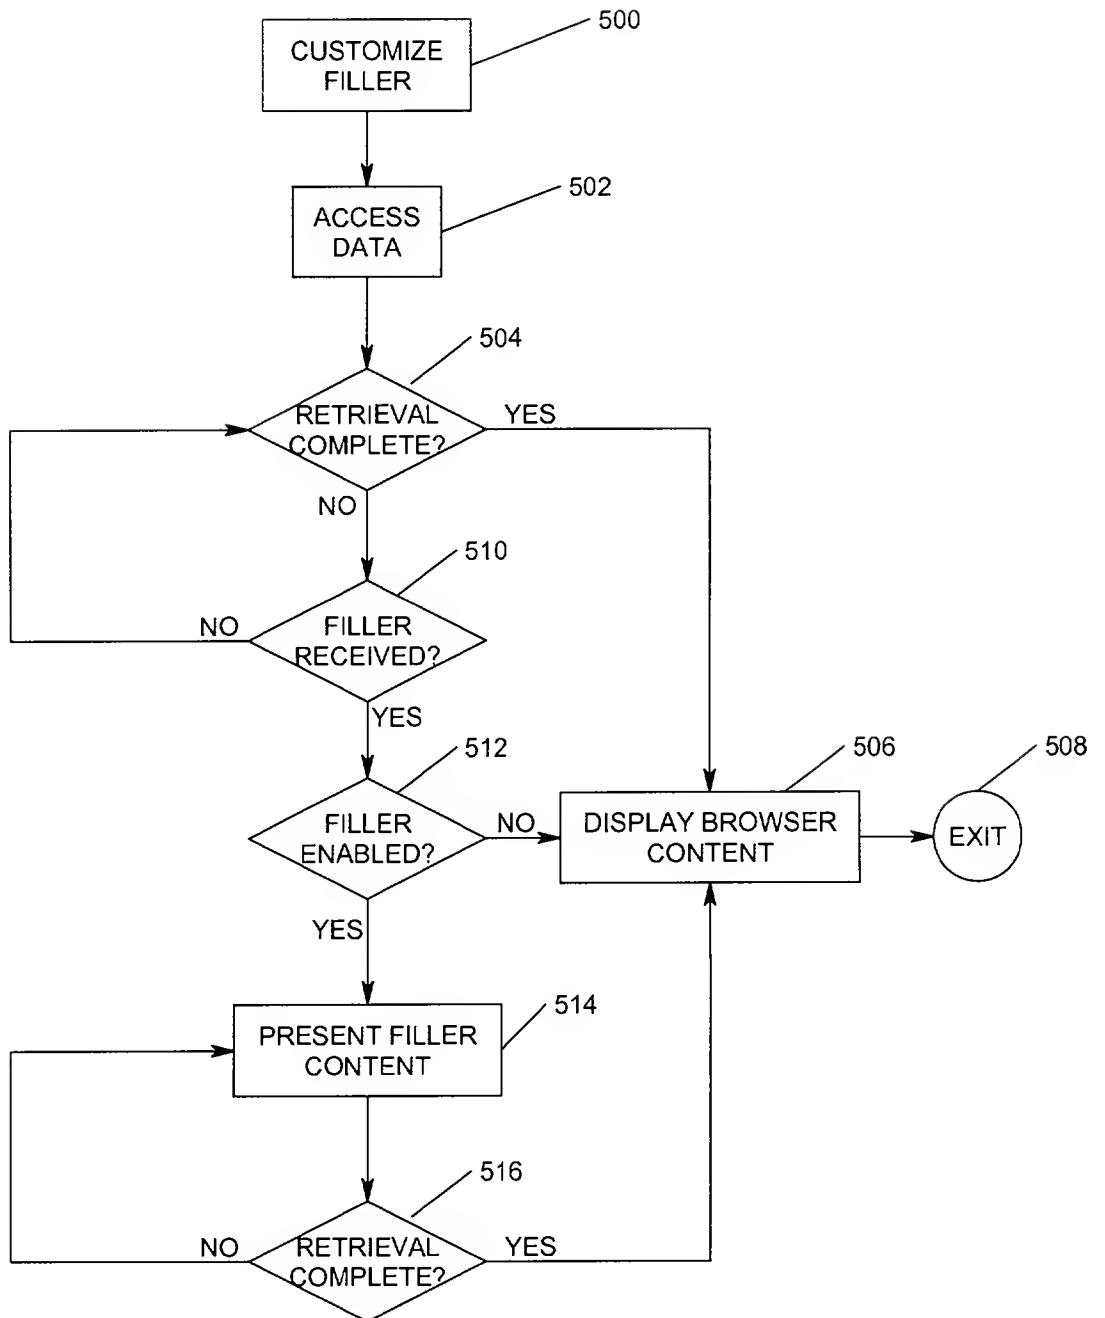 500
CUSTOMIZE
FILLER
502
ACCESS
DATA
504
RETRIEVAL
COMPLETE?
YES
NO
510
FILLER
RECEIVED?
NO
YES
512
FILLER
ENABLED?
NO
506
DISPLAY BROWSER
CONTENT
508
EXIT
YES
514
PRESENT FILLER
CONTENT
516
RETRIEVAL
COMPLETE?
NO
YES